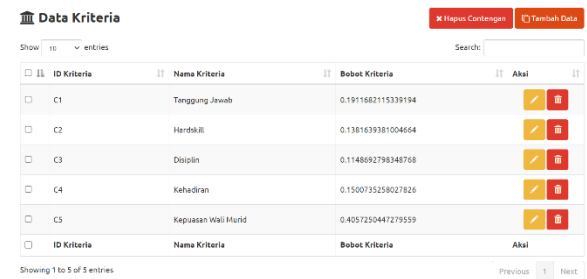 Data Kriteria
Hapus Contengan Tambah Data
Show 10 entries Search:
ID Kriteria Nama Kriteria Bobot Kriteria Aksi
C1 Tanggung Jawab 0.1911682115339194
C2 Hardskill 0.1381639381004664
C3 Disiplin 0.1148692798348768
C4 Kehadiran 0.1500735258027826
C5 Kepuasan Wali Murid 0.4057250447279559
ID Kriteria Nama Kriteria Bobot Kriteria Aksi
Showing 1 to 5 of 5 entries Previous 1 Next